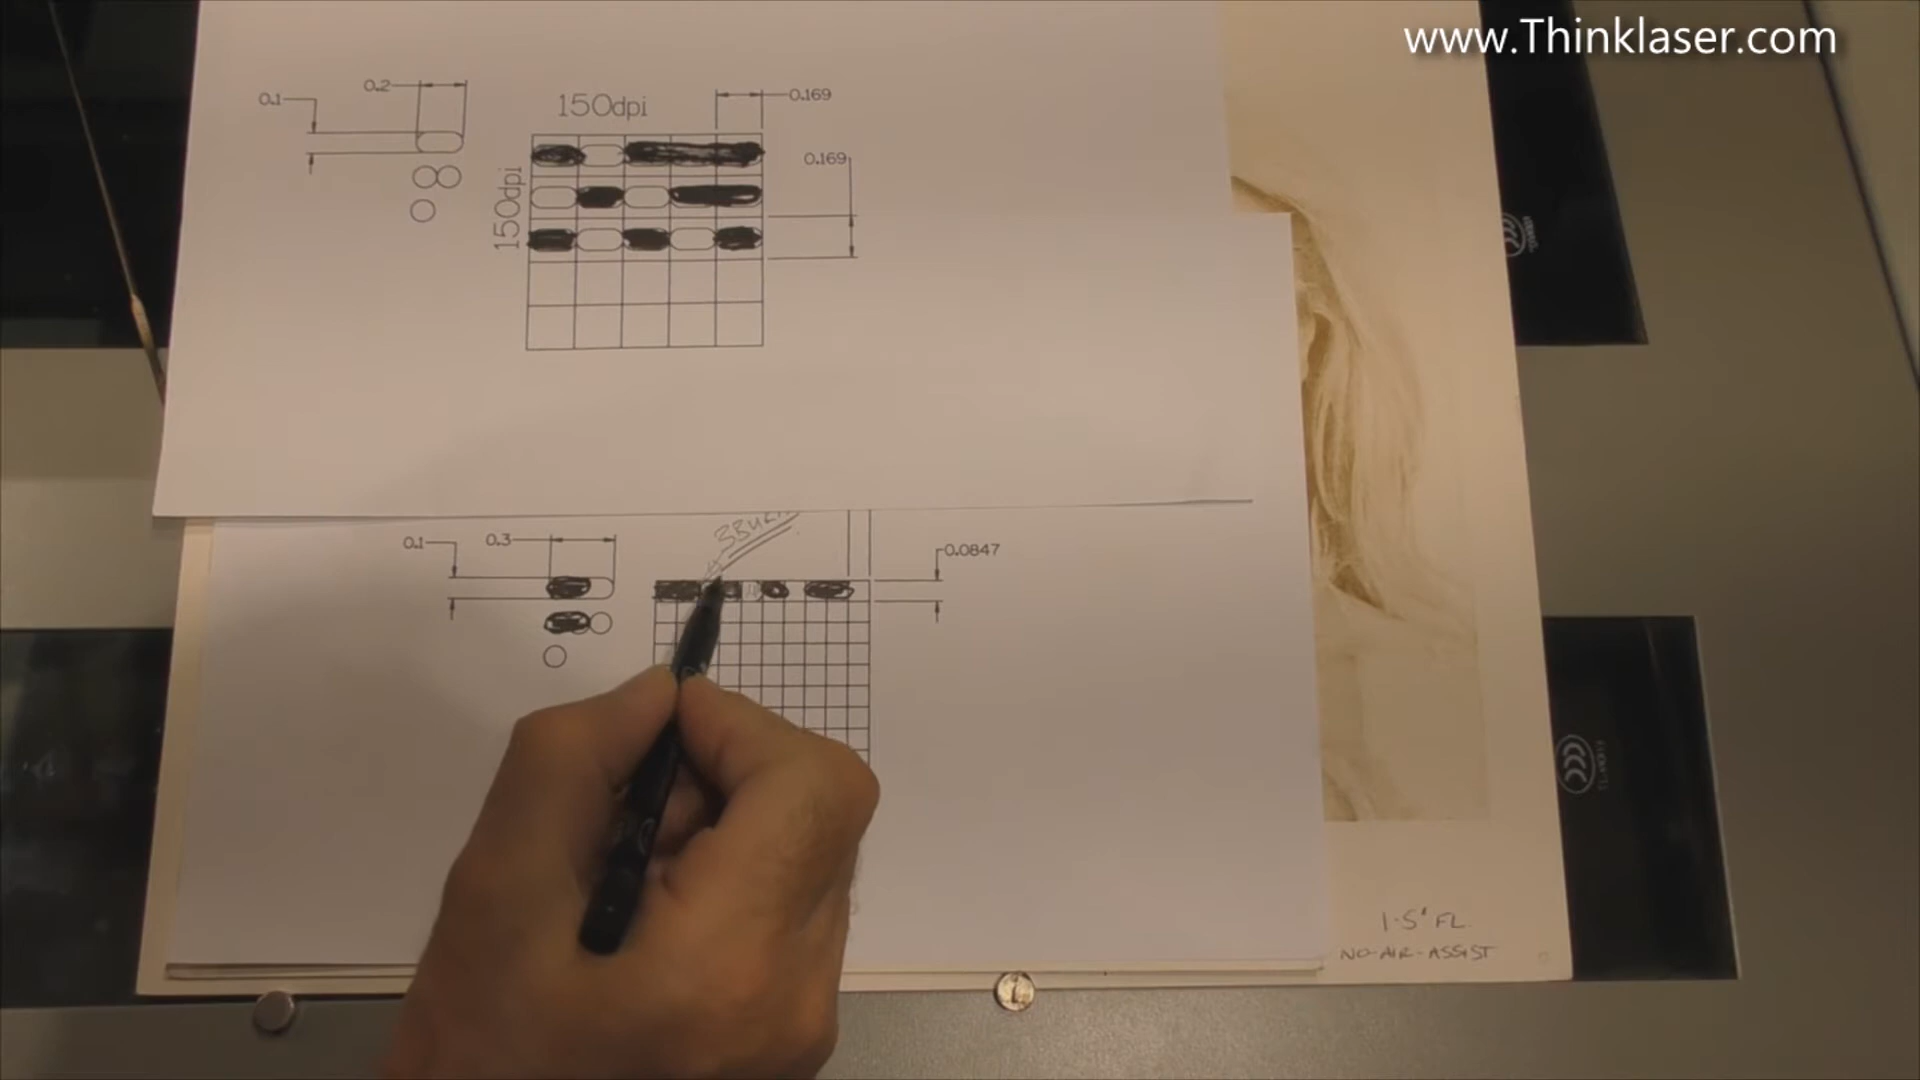 www.Thinklaser.com
0.2
0.1
150dpi
0.169
0.169
150dpi
0.1
0.3
0.0847
1.5" FL
NO-AIR-ASSIST